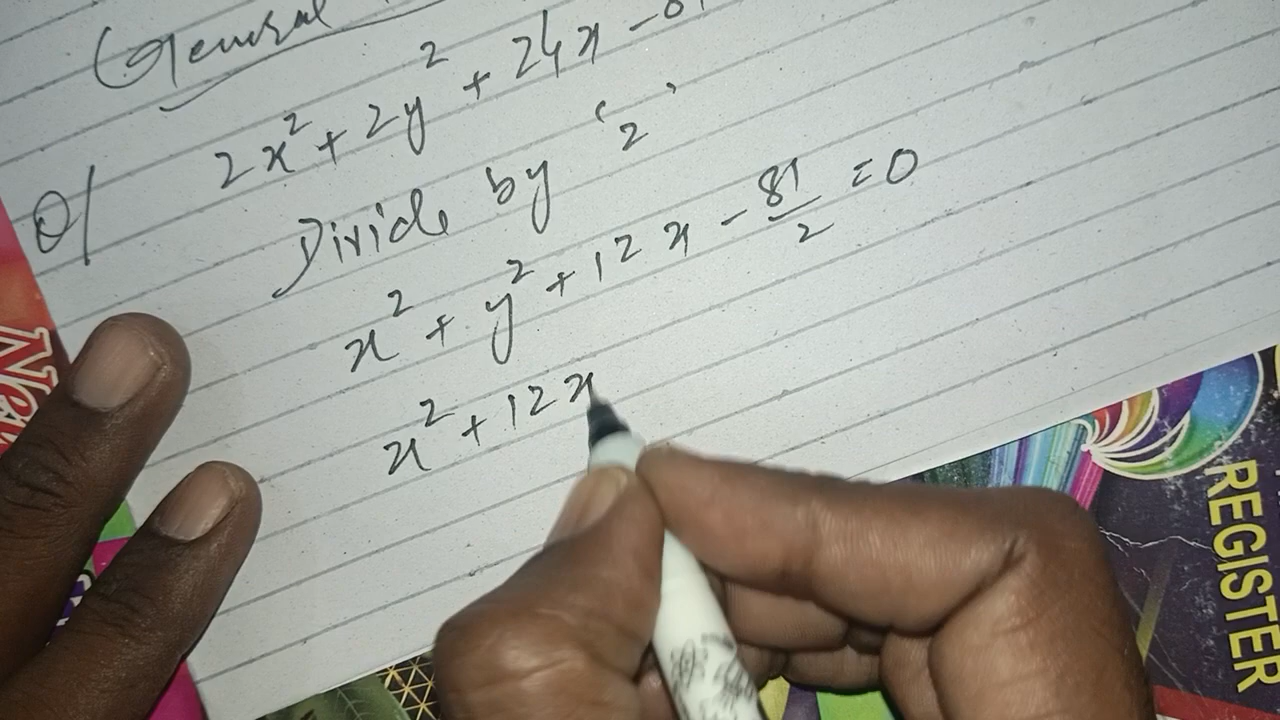 General
Q/ 2x² + 2y² + 24x - 81
Divide by '2'
x² + y² + 12x - 81/2 = 0
x² + 12x
REGISTER